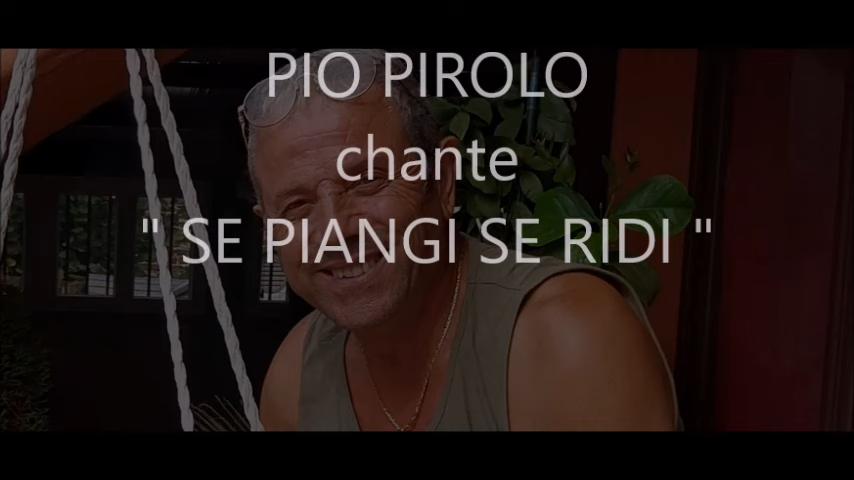 PIO PIROLO
chante
" SE PIANGI SE RIDI "